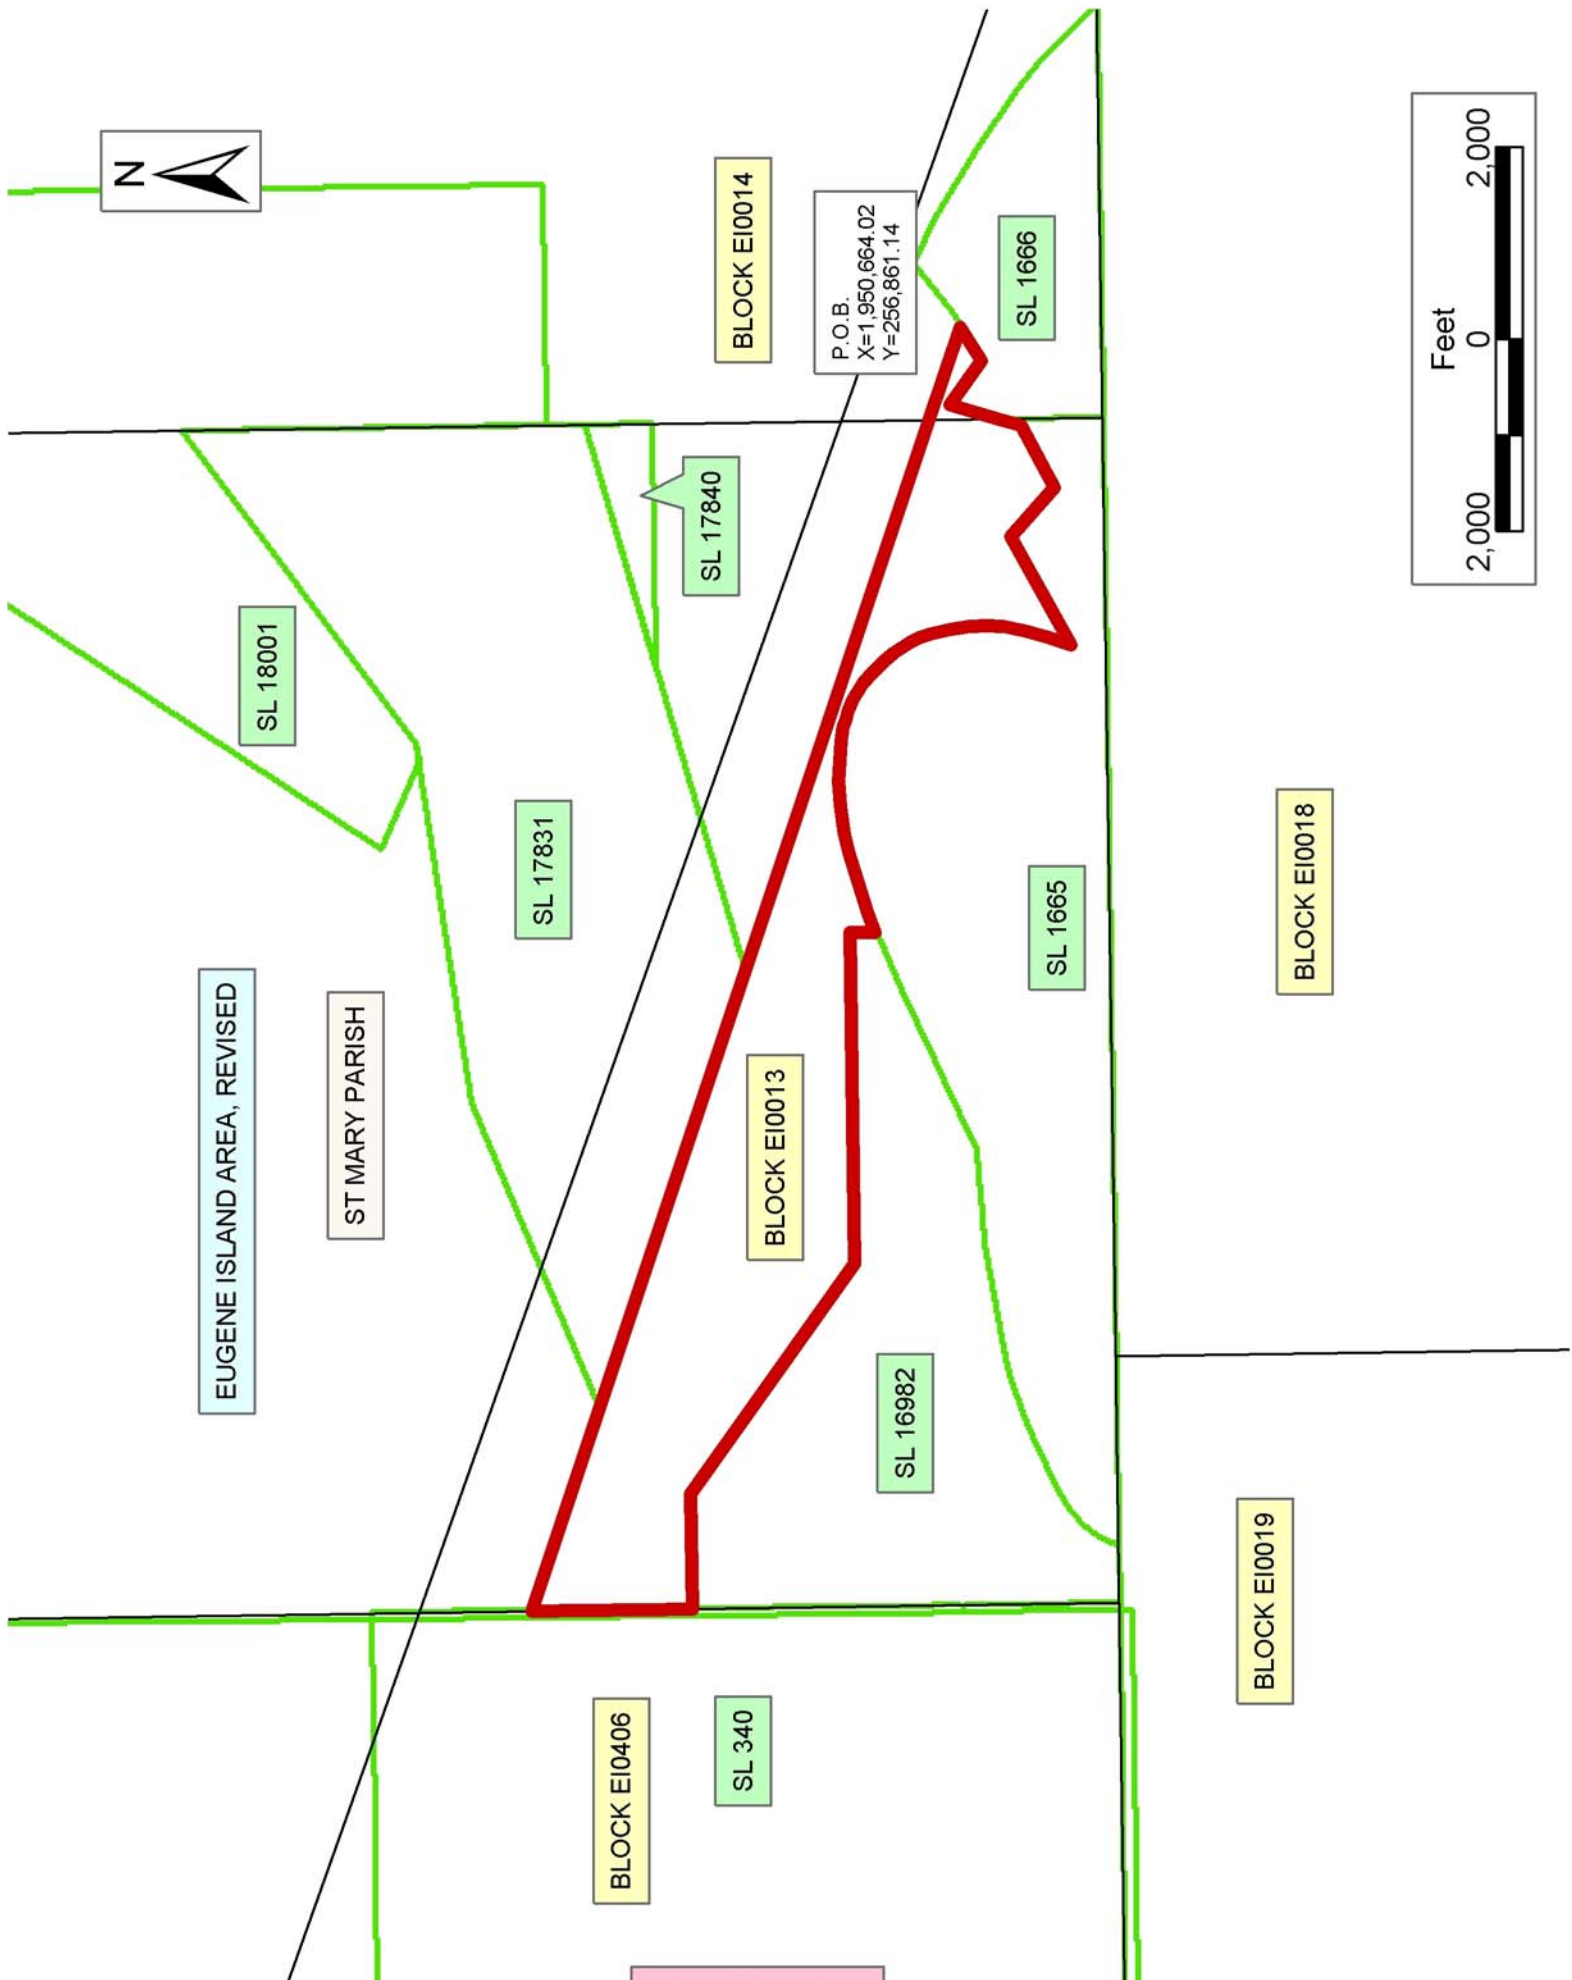 N
EUGENE ISLAND AREA, REVISED
SL 18001
ST MARY PARISH
SL 17831
BLOCK EI0406
SL 17840
SL 340
BLOCK EI0014
BLOCK EI0013
P.O.B.
X=1,950,664.02
Y=256,861.14
SL 16982
SL 1666
SL 1665
BLOCK EI0019
BLOCK EI0018
Feet
2,000 0 2,000